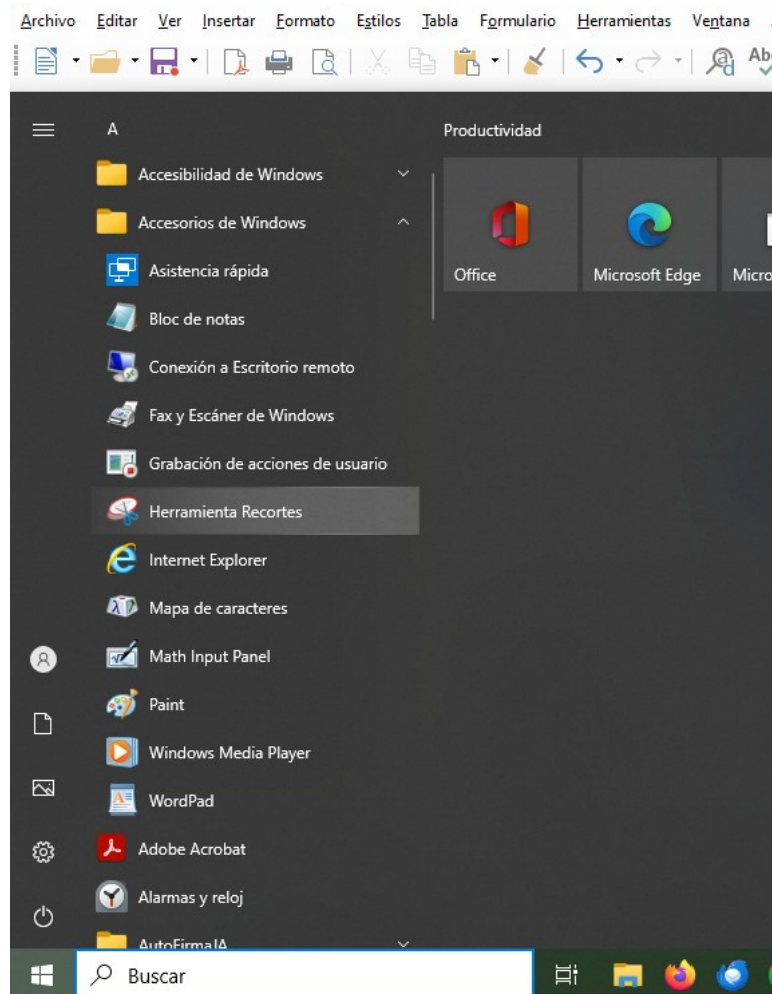 Archivo Editar Ver Insertar Formato Estilos Tabla Formulario Herramientas Ventana
A
Productividad
Accesibilidad de Windows
Accesorios de Windows
Asistencia rápida
Office Microsoft Edge Micro
Bloc de notas
Conexión a Escritorio remoto
Fax y Escáner de Windows
Grabación de acciones de usuario
Herramienta Recortes
Internet Explorer
Mapa de caracteres
Math Input Panel
Paint
Windows Media Player
WordPad
Adobe Acrobat
Alarmas y reloj
AutoFirmaJA
Buscar